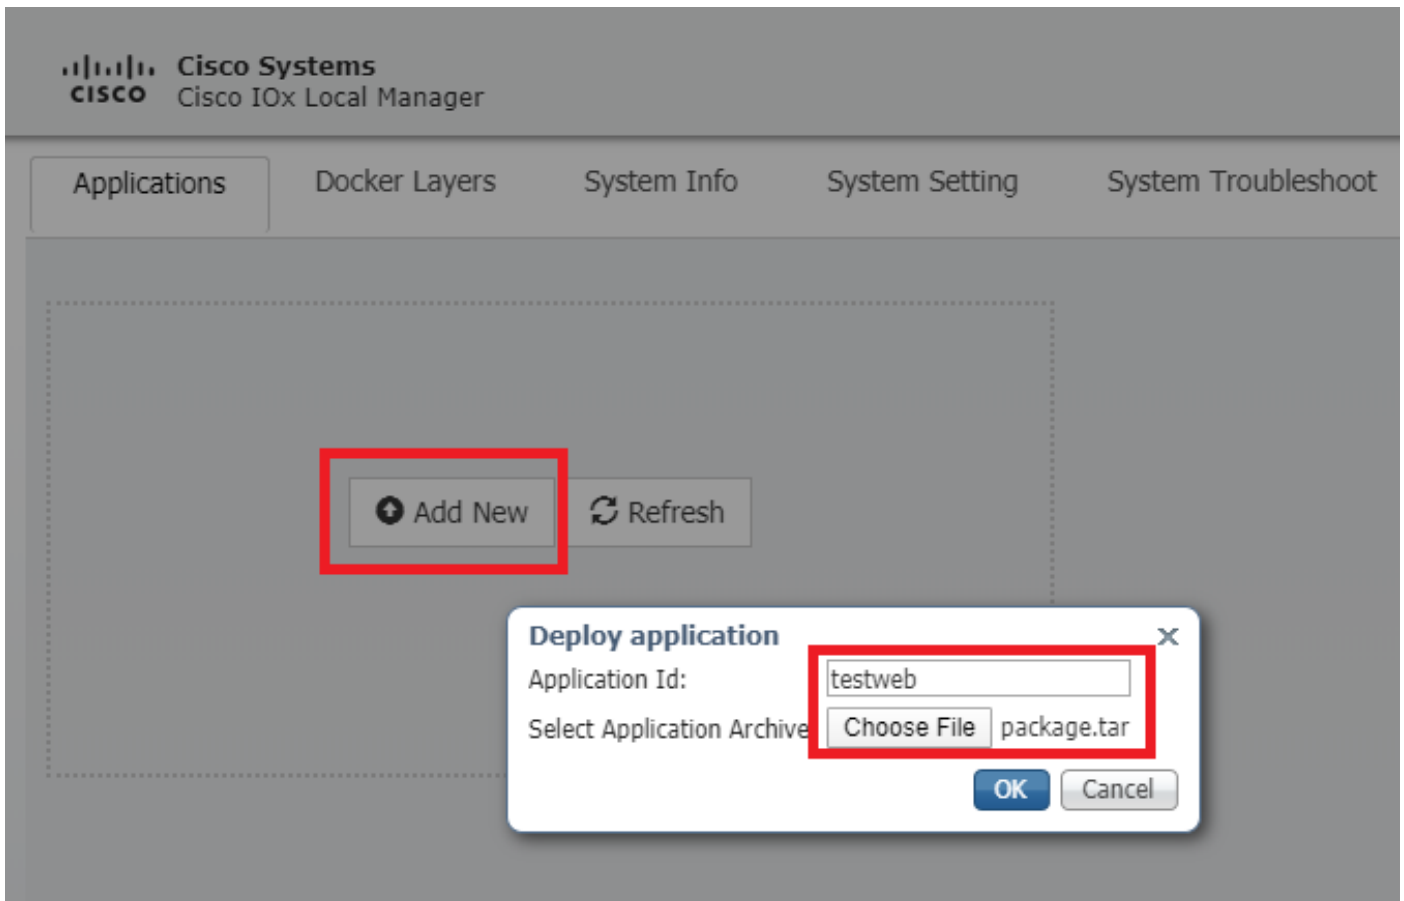 Cisco Systems
CISCO Cisco IOx Local Manager
Applications Docker Layers System Info System Setting System Troubleshoot
Add New Refresh
Deploy application
Application Id: testweb
Select Application Archive Choose File package.tar
OK Cancel